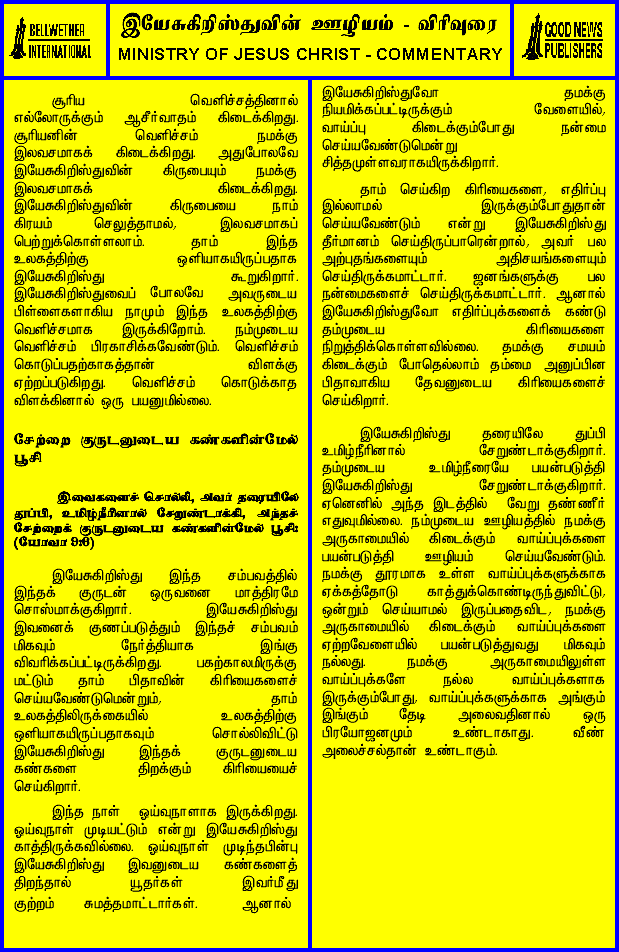 BELLWETHER
INTERNATIONAL
இயேசுகிறிஸ்துவின் ஊழியம் - விரிவுரை
MINISTRY OF JESUS CHRIST - COMMENTARY
GOOD NEWS
PUBLISHERS
சூரிய வெளிச்சத்தினால்
எல்லோருக்கும் ஆசீர்வாதம் கிடைக்கிறது.
சூரியனின் வெளிச்சம் நமக்கு
இலவசமாகக் கிடைக்கிறது. அதுபோலவே
இயேசுகிறிஸ்துவின் கிருபையும் நமக்கு
இலவசமாகக் கிடைக்கிறது.
இயேசுகிறிஸ்துவின் கிருபையை நாம்
கிரயம் செலுத்தாமல், இலவசமாகப்
பெற்றுக்கொள்ளலாம். தாம் இந்த
உலகத்திற்கு ஒளியாகயிருப்பதாக
இயேசுகிறிஸ்து கூறுகிறார்.
இயேசுகிறிஸ்துவைப் போலவே அவருடைய
பிள்ளைகளாகிய நாமும் இந்த உலகத்திற்கு
வெளிச்சமாக இருக்கிறோம். நம்முடைய
வெளிச்சம் பிரகாசிக்கவேண்டும். வெளிச்சம்
கொடுப்பதற்காகத்தான் விளக்கு
ஏற்றப்படுகிறது. வெளிச்சம் கொடுக்காத
விளக்கினால் ஒரு பயனுமில்லை.
சேற்றை குருடனுடைய கண்களின்மேல்
பூசி
இவைகளைச் சொல்லி, அவர் தரையிலே
துப்பி, உமிழ்நீரினால் சேறுண்டாக்கி, அந்தச்
சேற்றைக் குருடனுடைய கண்களின்மேல் பூசி:
(யோவா 9:6)
இயேசுகிறிஸ்து இந்த சம்பவத்தில்
இந்தக் குருடன் ஒருவனை மாத்திரமே
சொஸ்மாக்குகிறார். இயேசுகிறிஸ்து
இவனைக் குணப்படுத்தும் இந்தச் சம்பவம்
மிகவும் நேர்த்தியாக இங்கு
விவரிக்கப்பட்டிருக்கிறது. பகற்காலமிருக்கு
மட்டும் தாம் பிதாவின் கிரியைகளைச்
செய்யவேண்டுமென்றும், தாம்
உலகத்திலிருக்கையில் உலகத்திற்கு
ஒளியாகயிருப்பதாகவும் சொல்லிவிட்டு
இயேசுகிறிஸ்து இந்தக் குருடனுடைய
கண்களை திறக்கும் கிரியையைச்
செய்கிறார்.
இந்த நாள் ஓய்வுநாளாக இருக்கிறது.
ஓய்வுநாள் முடியட்டும் என்று இயேசுகிறிஸ்து
காத்திருக்கவில்லை. ஓய்வுநாள் முடிந்தபின்பு
இயேசுகிறிஸ்து இவனுடைய கண்களைத்
திறந்தால் யூதர்கள் இவர்மீது
குற்றம் சுமத்தமாட்டார்கள். ஆனால்
இயேசுகிறிஸ்துவோ தமக்கு
நியமிக்கப்பட்டிருக்கும் வேளையில்,
வாய்ப்பு கிடைக்கும்போது நன்மை
செய்யவேண்டுமென்று
சித்தமுள்ளவராகயிருக்கிறார்.
தாம் செய்கிற கிரியைகளை, எதிர்ப்பு
இல்லாமல் இருக்கும்போதுதான்
செய்யவேண்டும் என்று இயேசுகிறிஸ்து
தீர்மானம் செய்திருப்பாரென்றால், அவர் பல
அற்புதங்களையும் அதிசயங்களையும்
செய்திருக்கமாட்டார். ஜனங்களுக்கு பல
நன்மைகளைச் செய்திருக்கமாட்டார். ஆனால்
இயேசுகிறிஸ்துவோ எதிர்ப்புக்களைக் கண்டு
தம்முடைய கிரியைகளை
நிறுத்திக்கொள்ளவில்லை. தமக்கு சமயம்
கிடைக்கும் போதெல்லாம் தம்மை அனுப்பின
பிதாவாகிய தேவனுடைய கிரியைகளைச்
செய்கிறார்.
இயேசுகிறிஸ்து தரையிலே துப்பி
உமிழ்நீரினால் சேறுண்டாக்குகிறார்.
தம்முடைய உமிழ்நீரையே பயன்படுத்தி
இயேசுகிறிஸ்து சேறுண்டாக்குகிறார்.
ஏனெனில் அந்த இடத்தில் வேறு தண்ணீர்
எதுவுமில்லை. நம்முடைய ஊழியத்தில் நமக்கு
அருகாமையில் கிடைக்கும் வாய்ப்புக்களை
பயன்படுத்தி ஊழியம் செய்யவேண்டும்.
நமக்கு தூரமாக உள்ள வாய்ப்புக்களுக்காக
ஏக்கத்தோடு காத்துக்கொண்டிருந்துவிட்டு,
ஒன்றும் செய்யாமல் இருப்பதைவிட, நமக்கு
அருகாமையில் கிடைக்கும் வாய்ப்புக்களை
ஏற்றவேளையில் பயன்படுத்துவது மிகவும்
நல்லது. நமக்கு அருகாமையிலுள்ள
வாய்ப்புக்களே நல்ல வாய்ப்புக்களாக
இருக்கும்போது, வாய்ப்புக்களுக்காக அங்கும்
இங்கும் தேடி அலைவதினால் ஒரு
பிரயோஜனமும் உண்டாகாது. வீண்
அலைச்சல்தான் உண்டாகும்.